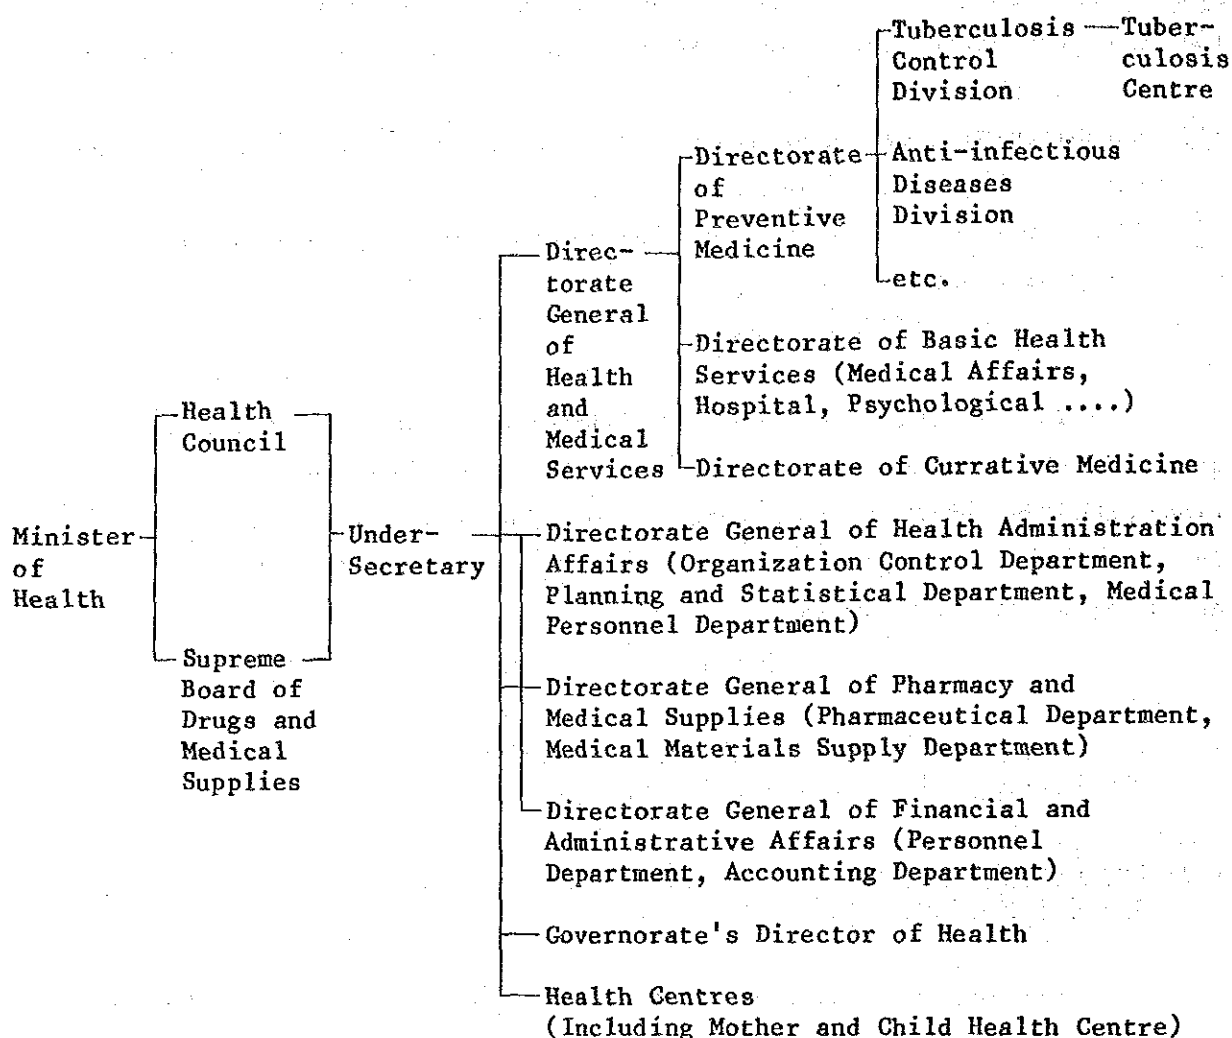 Tuberculosis
Control
Division
Tuber-
culosis
Centre
Directorate
of
Preventive
Medicine
Anti-infectious
Diseases
Division
etc.
Direc-
torate
General
of
Health
and
Medical
Services
Directorate of Basic Health
Services (Medical Affairs,
Hospital, Psychological ....)
Directorate of Currative Medicine
Health
Council
Minister
of
Health
Under-
Secretary
Supreme
Board of
Drugs and
Medical
Supplies
Directorate General of Health Administration
Affairs (Organization Control Department,
Planning and Statistical Department, Medical
Personnel Department)
Directorate General of Pharmacy and
Medical Supplies (Pharmaceutical Department,
Medical Materials Supply Department)
Directorate General of Financial and
Administrative Affairs (Personnel
Department, Accounting Department)
Governorate's Director of Health
Health Centres
(Including Mother and Child Health Centre)